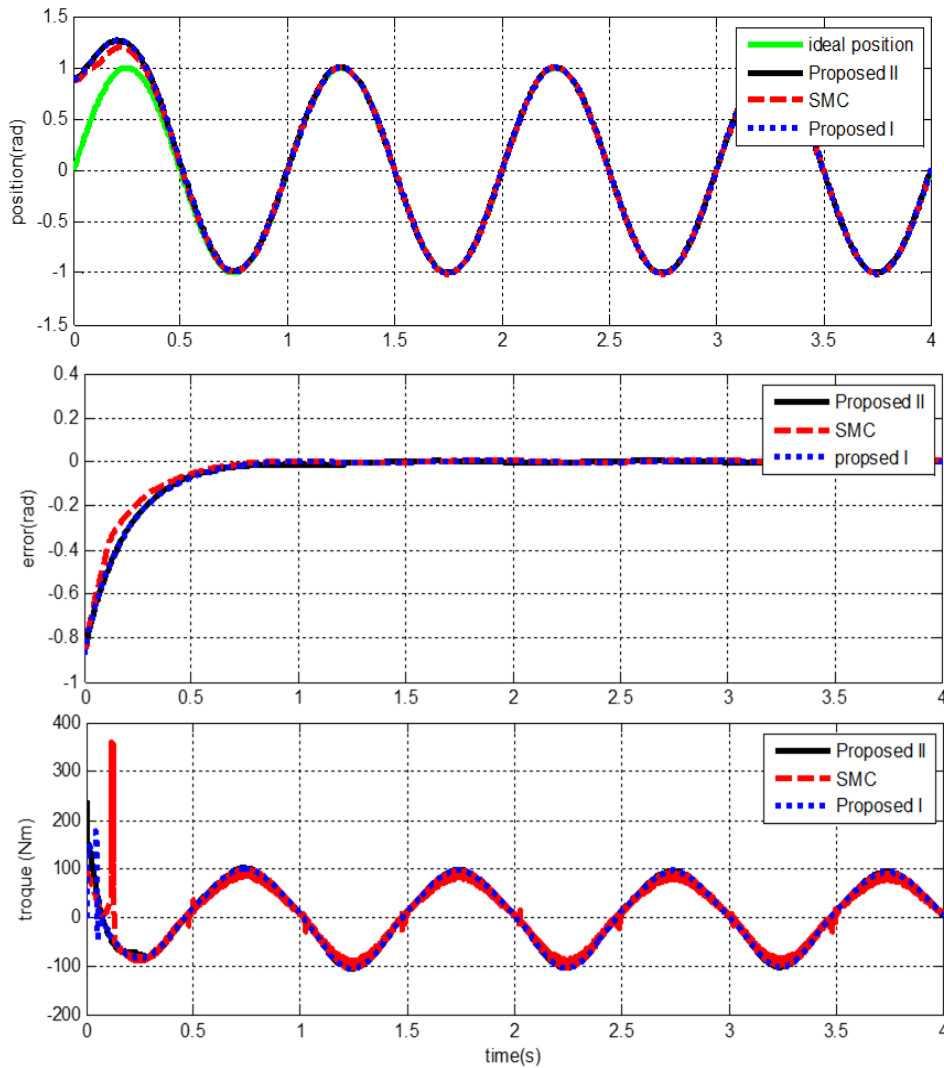 1.5
1
0.5
0
-0.5
-1
-1.5
position(rad)
ideal position
Proposed II
SMC
Proposed I
0 0.5 1 1.5 2 2.5 3 3.5 4
0.4
0.2
0
-0.2
-0.4
-0.6
-0.8
-1
error(rad)
Proposed II
SMC
propsed I
0 0.5 1 1.5 2 2.5 3 3.5 4
400
300
200
100
0
-100
-200
troque (Nm)
Proposed II
SMC
Proposed I
0 0.5 1 1.5 2 2.5 3 3.5 4
time(s)